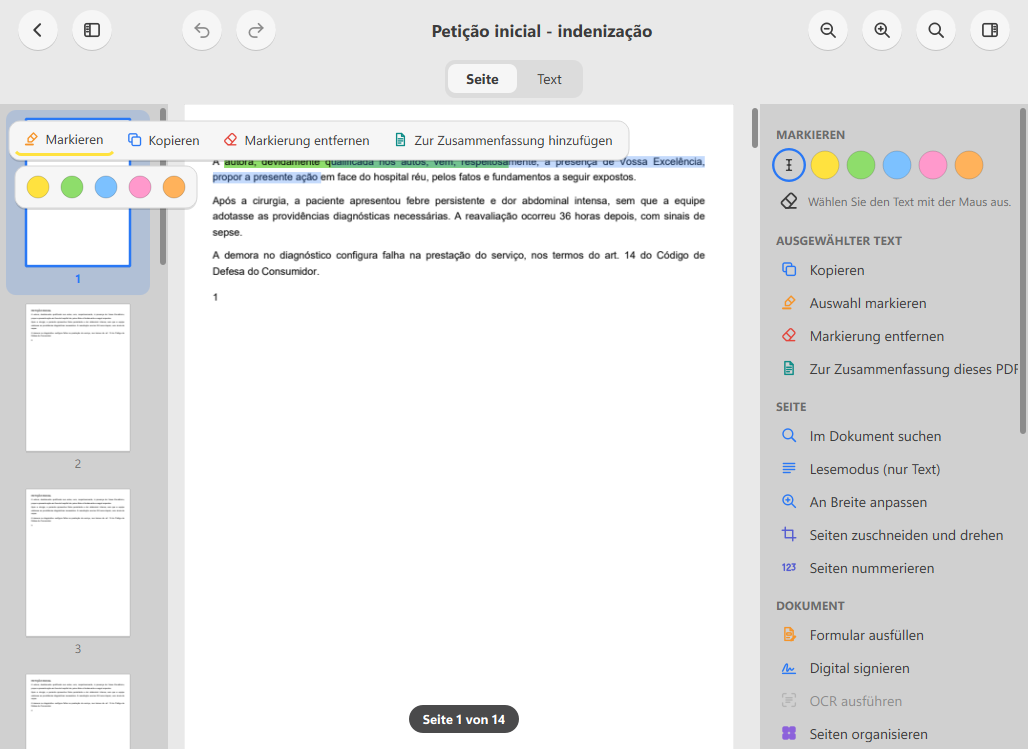 Petição inicial - indenização
Seite
Text
Markieren
Kopieren
Markierung entfernen
Zur Zusammenfassung hinzufügen
A autora, devidamente qualificada nos autos, vem, respeitosamente, à presença de Vossa Excelência,
propor a presente ação em face do hospital réu, pelos fatos e fundamentos a seguir expostos.
Após a cirurgia, a paciente apresentou febre persistente e dor abdominal intensa, sem que a equipe
adotasse as providências diagnósticas necessárias. A reavaliação ocorreu 36 horas depois, com sinais de
sepse.
A demora no diagnóstico configura falha na prestação do serviço, nos termos do art. 14 do Código de
Defesa do Consumidor.
1
Seite 1 von 14
1
2
3
MARKIEREN
Wählen Sie den Text mit der Maus aus.
AUSGEWÄHLTER TEXT
Kopieren
Auswahl markieren
Markierung entfernen
Zur Zusammenfassung dieses PDF
SEITE
Im Dokument suchen
Lesemodus (nur Text)
An Breite anpassen
Seiten zuschneiden und drehen
123 Seiten nummerieren
DOKUMENT
Formular ausfüllen
Digital signieren
OCR ausführen
Seiten organisieren